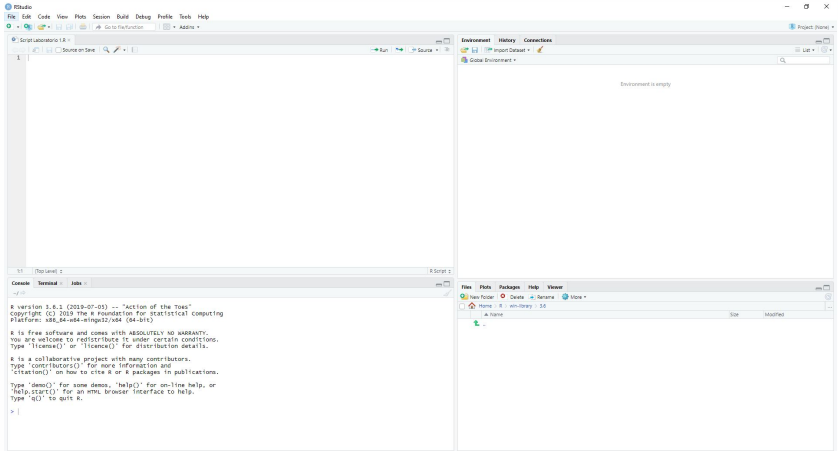 RStudio
File Edit Code View Plots Session Build Debug Profile Tools Help
Go to file/function Addins Project: (None)
Script Laboratorio 1.R
Source on Save Run Source
1
1:1 (Top Level) R Script
Console Terminal Jobs
~/
R version 3.6.1 (2019-07-05) -- "Action of the Toes"
Copyright (C) 2019 The R Foundation for Statistical Computing
Platform: x86_64-w64-mingw32/x64 (64-bit)
R is free software and comes with ABSOLUTELY NO WARRANTY.
You are welcome to redistribute it under certain conditions.
Type 'license()' or 'licence()' for distribution details.
R is a collaborative project with many contributors.
Type 'contributors()' for more information and
'citation()' on how to cite R or R packages in publications.
Type 'demo()' for some demos, 'help()' for on-line help, or
'help.start()' for an HTML browser interface to help.
Type 'q()' to quit R.
>
Environment History Connections
Import Dataset List
Global Environment
Environment is empty
Files Plots Packages Help Viewer
New Folder Delete Rename More
Home R win-library 3.6
Name Size Modified
..